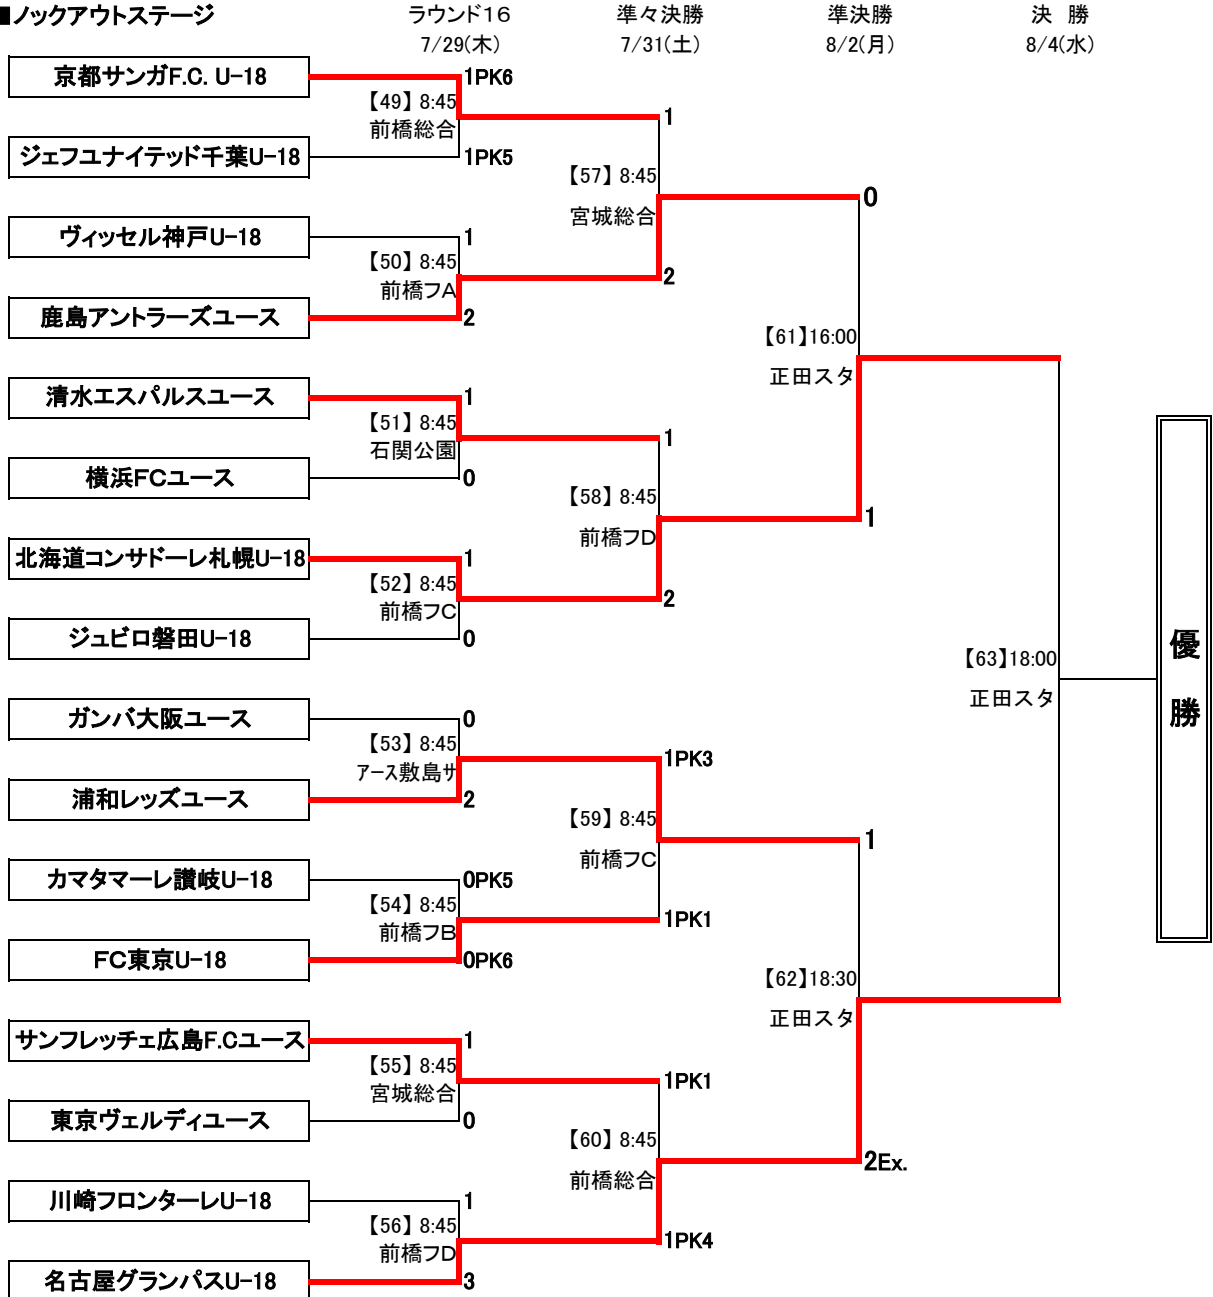 ■ノックアウトステージ
ラウンド16
準々決勝
準決勝
決 勝
7/29(木)
7/31(土)
8/2(月)
8/4(水)
京都サンガF.C. U-18
1PK6
【49】 8:45
前橋総合
1
ジェフユナイテッド千葉U-18
1PK5
【57】 8:45
宮城総合
0
ヴィッセル神戸U-18
1
【50】 8:45
前橋フA
2
鹿島アントラーズユース
2
【61】16:00
正田スタ
清水エスパルスユース
1
【51】 8:45
石関公園
1
横浜FCユース
0
【58】 8:45
前橋フD
1
北海道コンサドーレ札幌U-18
1
【52】 8:45
前橋フC
2
ジュビロ磐田U-18
0
【63】18:00
正田スタ
優
勝
ガンバ大阪ユース
0
【53】 8:45
アース敷島サ
1PK3
浦和レッズユース
2
【59】 8:45
前橋フC
1
カマタマーレ讃岐U-18
0PK5
【54】 8:45
前橋フB
1PK1
FC東京U-18
0PK6
【62】18:30
正田スタ
サンフレッチェ広島F.Cユース
1
【55】 8:45
宮城総合
1PK1
東京ヴェルディユース
0
【60】 8:45
前橋総合
2Ex.
川崎フロンターレU-18
1
【56】 8:45
前橋フD
1PK4
名古屋グランパスU-18
3